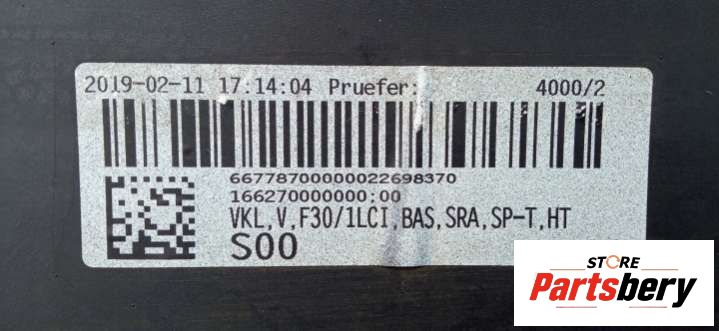 2019-02-11 17:14:04 Pruefer: 4000/2
667787000000022698370
166270000000:00
VKL,V,F30/1LCI,BAS,SRA,SP-T,HT
S00
STORE
Partsbery